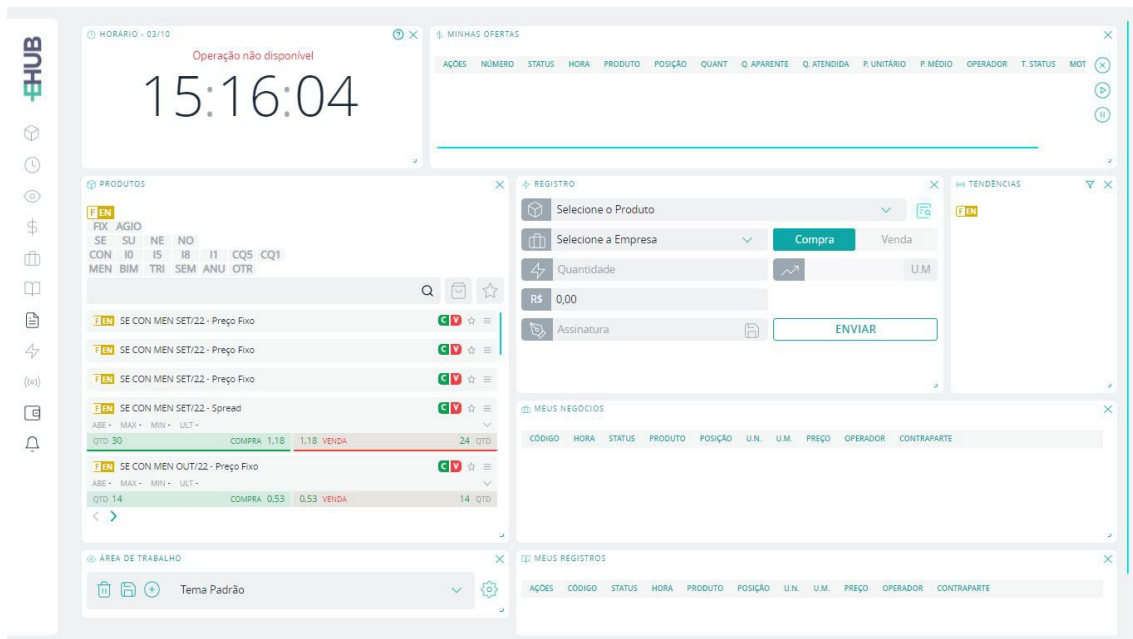 EHUB
HORÁRIO - 03/10
Operação não disponível
15:16:04
MINHAS OFERTAS
AÇÕES NÚMERO STATUS HORA PRODUTO POSIÇÃO QUANT Q. APARENTE Q. ATENDIDA P. UNITÁRIO P. MÉDIO OPERADOR T. STATUS MOT
PRODUTOS
F EN
FIX AGIO
SE SU NE NO
CON I0 I5 I8 I1 CQ5 CQ1
MEN BIM TRI SEM ANU OTR
F EN SE CON MEN SET/22 - Preço Fixo C V
F EN SE CON MEN SET/22 - Preço Fixo C V
F EN SE CON MEN SET/22 - Preço Fixo C V
F EN SE CON MEN SET/22 - Spread C V
ABE - MAX - MIN - ULT -
QTD 30 COMPRA 1,18 1,18 VENDA 24 QTD
F EN SE CON MEN OUT/22 - Preço Fixo C V
ABE - MAX - MIN - ULT -
QTD 14 COMPRA 0,53 0,53 VENDA 14 QTD
REGISTRO
Selecione o Produto
Selecione a Empresa Compra Venda
Quantidade U.M
R$ 0,00
Assinatura ENVIAR
TENDÊNCIAS
F EN
MEUS NEGÓCIOS
CÓDIGO HORA STATUS PRODUTO POSIÇÃO U.N. U.M. PREÇO OPERADOR CONTRAPARTE
ÁREA DE TRABALHO
Tema Padrão
MEUS REGISTROS
AÇÕES CÓDIGO STATUS HORA PRODUTO POSIÇÃO U.N. U.M. PREÇO OPERADOR CONTRAPARTE